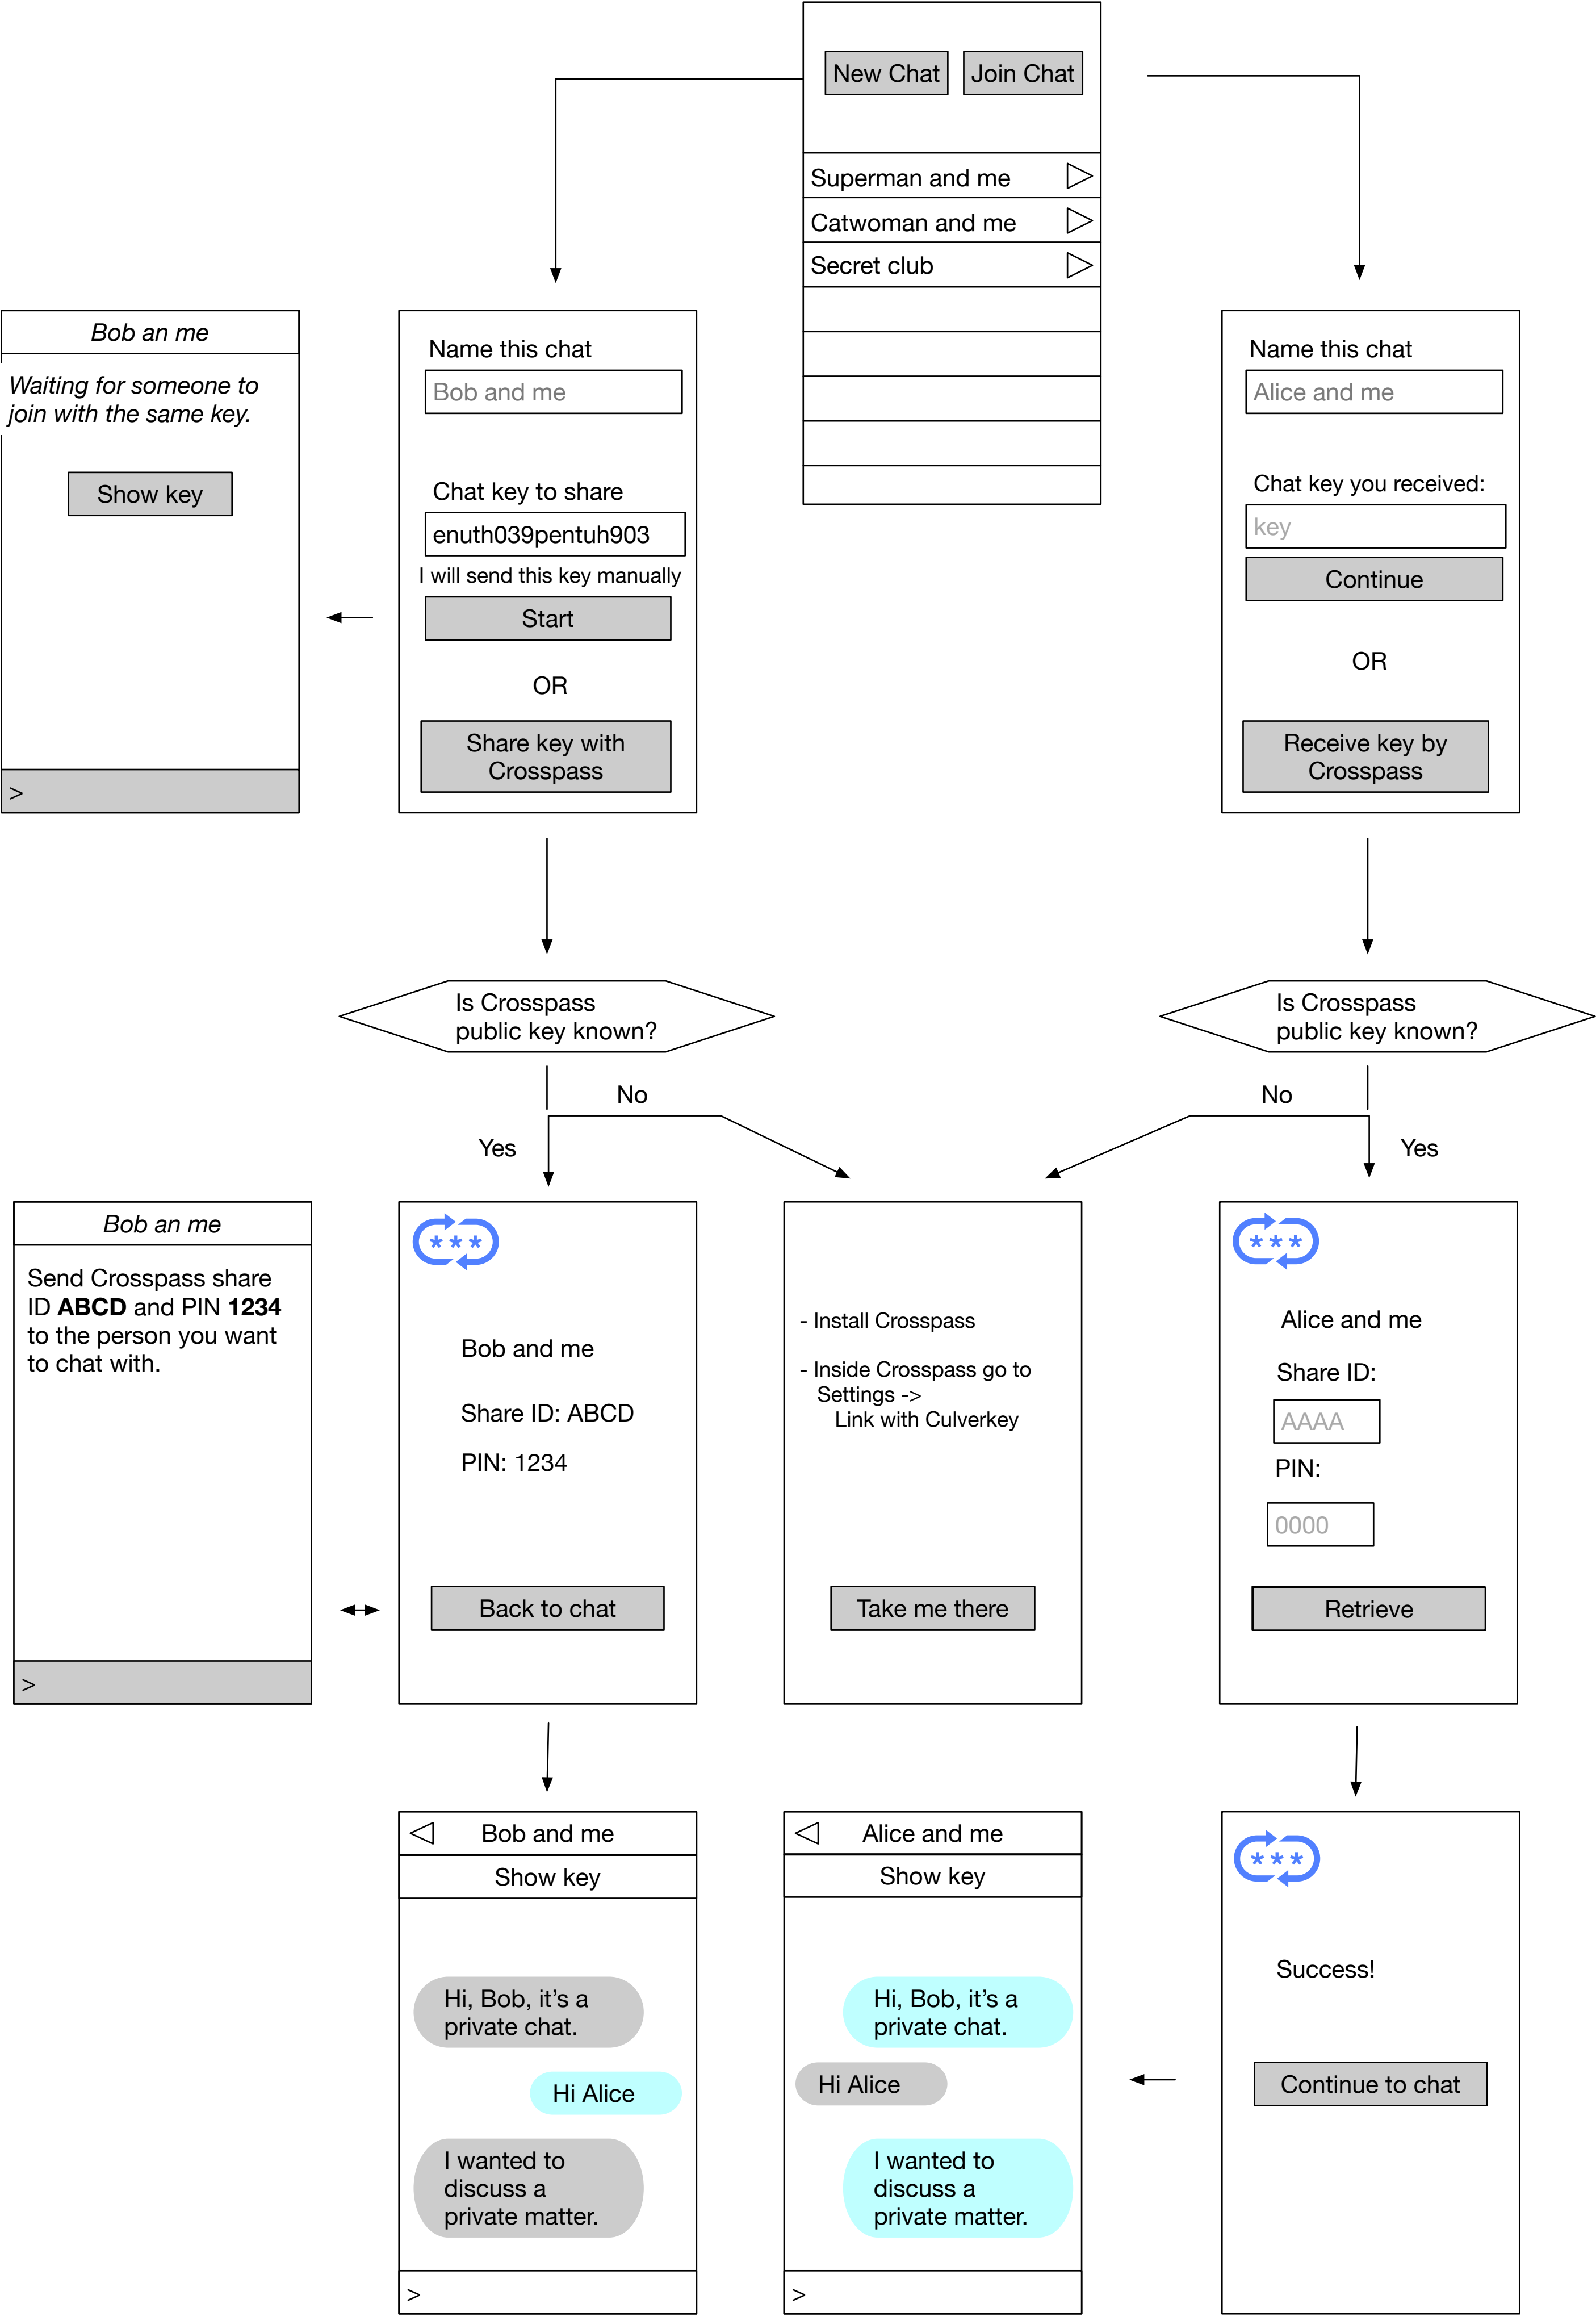 New Chat
Join Chat
Superman and me
Catwoman and me
Secret club
Bob an me
Waiting for someone to
join with the same key.
Show key
>
Name this chat
Bob and me
Chat key to share
enuth039pentuh903
I will send this key manually
Start
OR
Share key with
Crosspass
Name this chat
Alice and me
Chat key you received:
key
Continue
OR
Receive key by
Crosspass
Is Crosspass
public key known?
No
Yes
Is Crosspass
public key known?
No
Yes
Bob an me
Send Crosspass share
ID ABCD and PIN 1234
to the person you want
to chat with.
>
***
Bob and me
Share ID: ABCD
PIN: 1234
Back to chat
- Install Crosspass
- Inside Crosspass go to
Settings ->
Link with Culverkey
Take me there
***
Alice and me
Share ID:
AAAA
PIN:
0000
Retrieve
Bob and me
Show key
Hi, Bob, it’s a
private chat.
Hi Alice
I wanted to
discuss a
private matter.
>
Alice and me
Show key
Hi, Bob, it’s a
private chat.
Hi Alice
I wanted to
discuss a
private matter.
>
***
Success!
Continue to chat